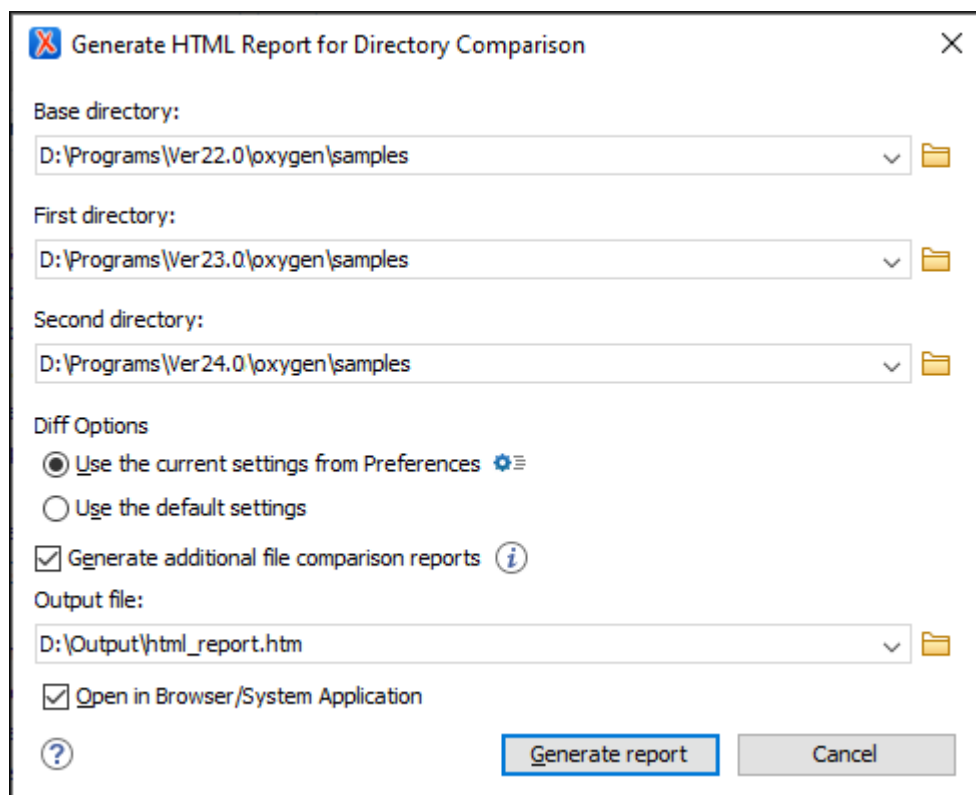 Generate HTML Report for Directory Comparison
Base directory:
D:\Programs\Ver22.0\oxygen\samples
First directory:
D:\Programs\Ver23.0\oxygen\samples
Second directory:
D:\Programs\Ver24.0\oxygen\samples
Diff Options
Use the current settings from Preferences
Use the default settings
Generate additional file comparison reports
Output file:
D:\Output\html_report.htm
Open in Browser/System Application
Generate report Cancel